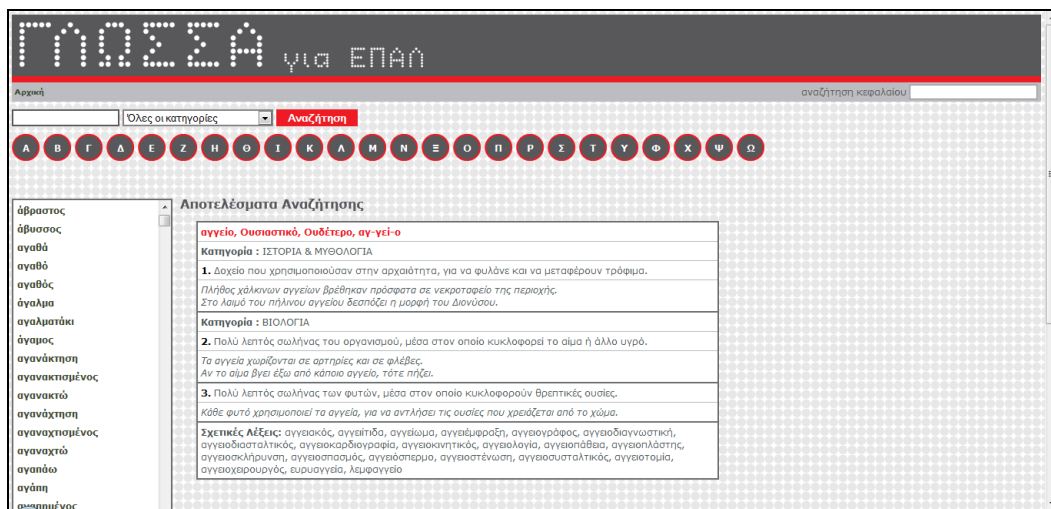 ΓΛΩΣΣΑ για ΕΠΑΛ
Αρχική
αναζήτηση κεφαλαίου
Όλες οι κατηγορίες
Αναζήτηση
Α Β Γ Δ Ε Ζ Η Θ Ι Κ Λ Μ Ν Ξ Ο Π Ρ Σ Τ Υ Φ Χ Ψ Ω
άβραστος
άβυσσος
αγαθά
αγαθό
αγαθός
άγαλμα
αγαλματάκι
άγαμος
αγανάκτηση
αγανακτισμένος
αγανακτώ
αγανάχτηση
αγαναχτισμένος
αγαναχτώ
αγαπάω
αγάπη
αγαπημένος
Αποτελέσματα Αναζήτησης
αγγείο, Ουσιαστικό, Ουδέτερο, αγ-γεί-ο
Κατηγορία : ΙΣΤΟΡΙΑ & ΜΥΘΟΛΟΓΙΑ
1. Δοχείο που χρησιμοποιούσαν στην αρχαιότητα, για να φυλάνε και να μεταφέρουν τρόφιμα.
Πλήθος χάλκινων αγγείων βρέθηκαν πρόσφατα σε νεκροταφείο της περιοχής.
Στο λαιμό του πήλινου αγγείου δεσπόζει η μορφή του Διονύσου.
Κατηγορία : ΒΙΟΛΟΓΙΑ
2. Πολύ λεπτός σωλήνας του οργανισμού, μέσα στον οποίο κυκλοφορεί το αίμα ή άλλο υγρό.
Τα αγγεία χωρίζονται σε αρτηρίες και σε φλέβες.
Αν το αίμα βγει έξω από κάποιο αγγείο, τότε πήζει.
3. Πολύ λεπτός σωλήνας των φυτών, μέσα στον οποίο κυκλοφορούν θρεπτικές ουσίες.
Κάθε φυτό χρησιμοποιεί τα αγγεία, για να αντλήσει τις ουσίες που χρειάζεται από το χώμα.
Σχετικές Λέξεις: αγγειακός, αγγειίτιδα, αγγείωμα, αγγειέμφραξη, αγγειογράφος, αγγειοδιαγνωστική,
αγγειοδιασταλτικός, αγγειοκαρδιογραφία, αγγειοκινητικός, αγγειολογία, αγγειοπάθεια, αγγειοπλάστης,
αγγειοσκλήρυνση, αγγειοσπασμός, αγγειόσπερμο, αγγειοστένωση, αγγειοσυσταλτικός, αγγειοτομία,
αγγειοχειρουργός, ευρυαγγεία, λεμφαγγείο